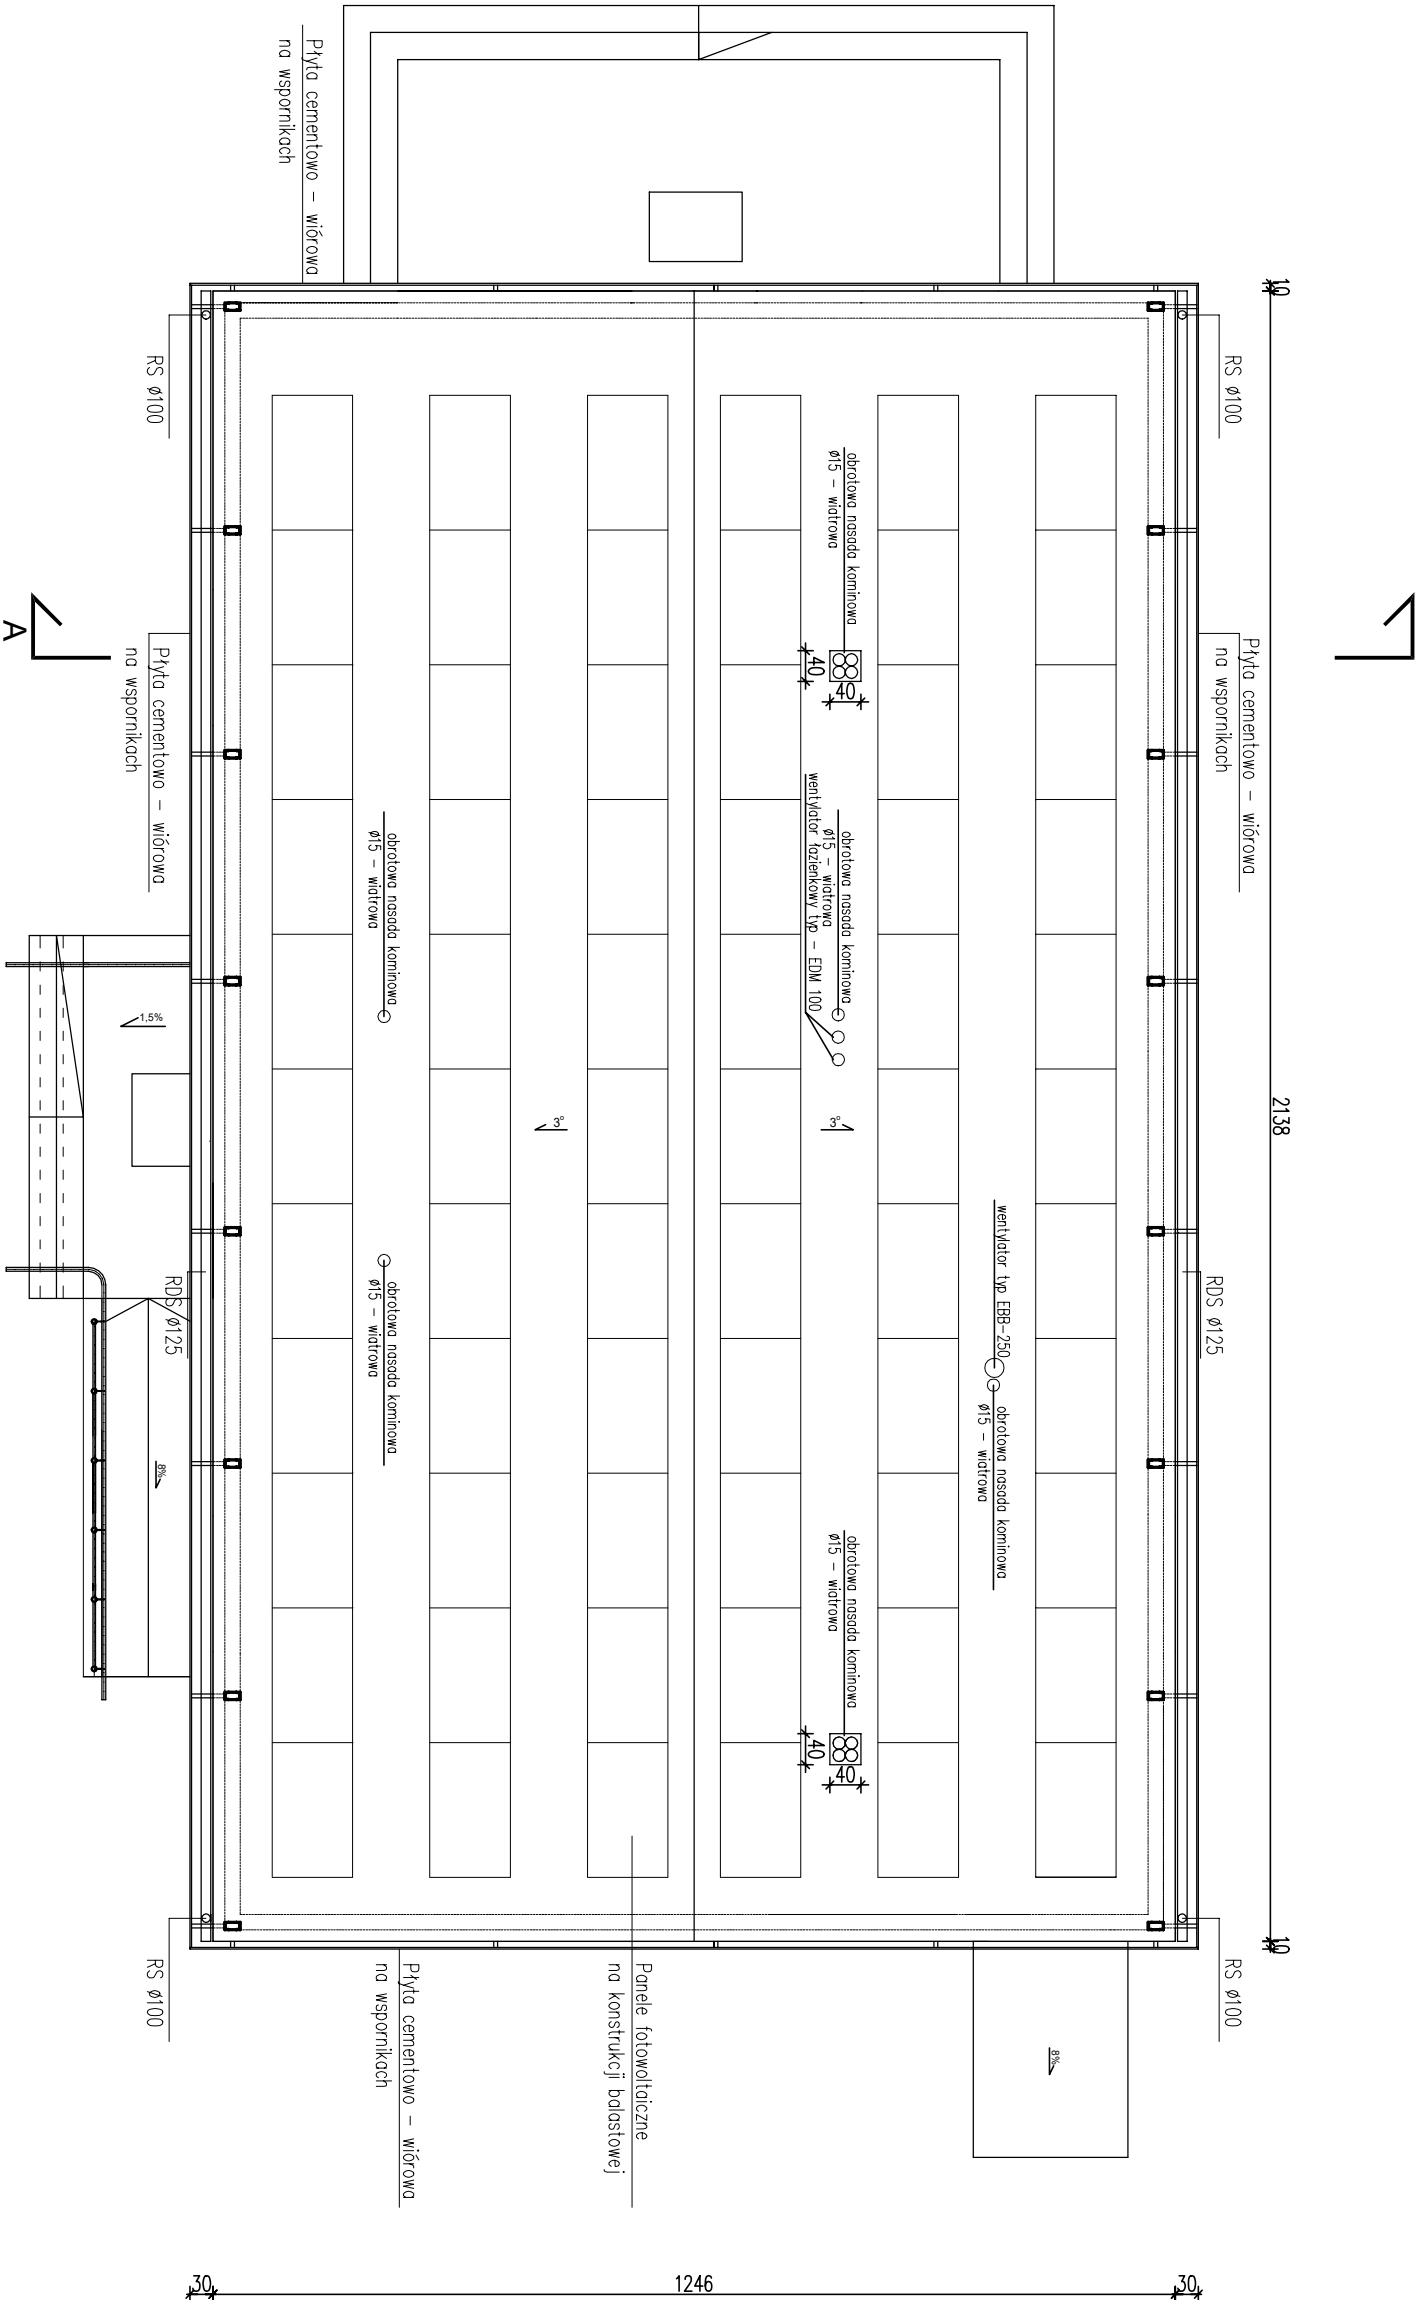 Płyta cementowo - wiórowa
na wspornikach
10
RS ø100
RS ø100
obrotowa nasada kominowa
ø15 - wiatrowa
40
40
A
Płyta cementowo - wiórowa
na wspornikach
Płyta cementowo - wiórowa
na wspornikach
obrotowa nasada kominowa
ø15 - wiatrowa
wentylator łazienkowy typ - EDM 100
obrotowa nasada kominowa
ø15 - wiatrowa
1,5%
3°
3°
2138
wentylator typ EBB-250
obrotowa nasada kominowa
ø15 - wiatrowa
RDS ø125
RDS ø125
obrotowa nasada kominowa
ø15 - wiatrowa
8%
obrotowa nasada kominowa
ø15 - wiatrowa
40
40
10
RS ø100
RS ø100
Panele fotowoltaiczne
na konstrukcji balastowej
Płyta cementowo - wiórowa
na wspornikach
8%
30
1246
30